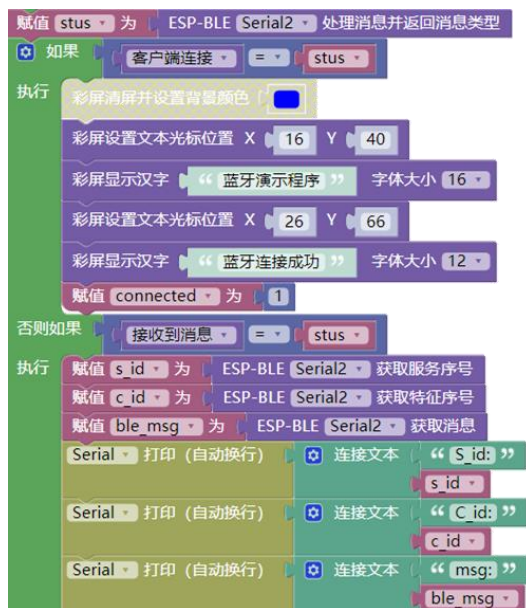 赋值 stus 为 ESP-BLE Serial2 处理消息并返回消息类型
如果 客户端连接 = stus
执行 彩屏清屏并设置背景颜色
彩屏设置文本光标位置 X 16 Y 40
彩屏显示汉字 “ 蓝牙演示程序 ” 字体大小 16
彩屏设置文本光标位置 X 26 Y 66
彩屏显示汉字 “ 蓝牙连接成功 ” 字体大小 12
赋值 connected 为 1
否则如果 接收到消息 = stus
执行 赋值 s_id 为 ESP-BLE Serial2 获取服务序号
赋值 c_id 为 ESP-BLE Serial2 获取特征序号
赋值 ble_msg 为 ESP-BLE Serial2 获取消息
Serial 打印（自动换行） 连接文本 “ S_id: ”
s_id
Serial 打印（自动换行） 连接文本 “ C_id: ”
c_id
Serial 打印（自动换行） 连接文本 “ msg: ”
ble_msg